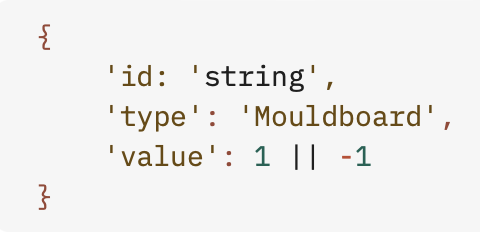 {
'id: 'string',
'type': 'Mouldboard',
'value': 1 || -1
}